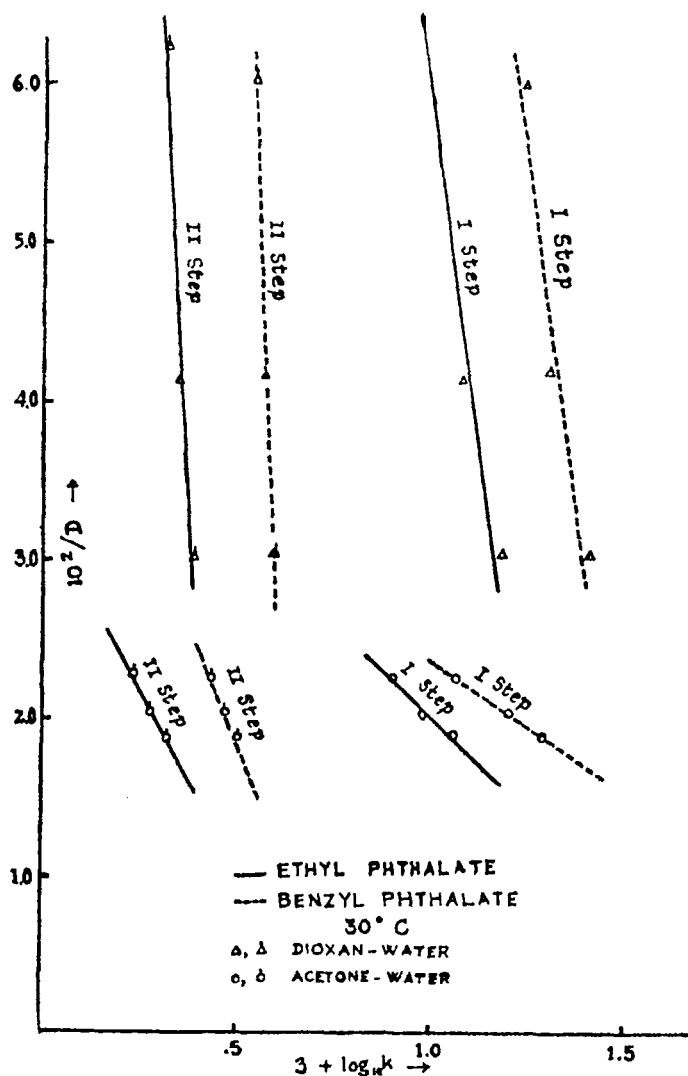 6.0
5.0
4.0
3.0
2.0
1.0
10²/D →
II Step
II Step
I Step
I Step
II Step
II Step
I Step
I Step
ETHYL PHTHALATE
BENZYL PHTHALATE
30° C
DIOXAN-WATER
ACETONE-WATER
.5
1.0
1.5
3 + log k →